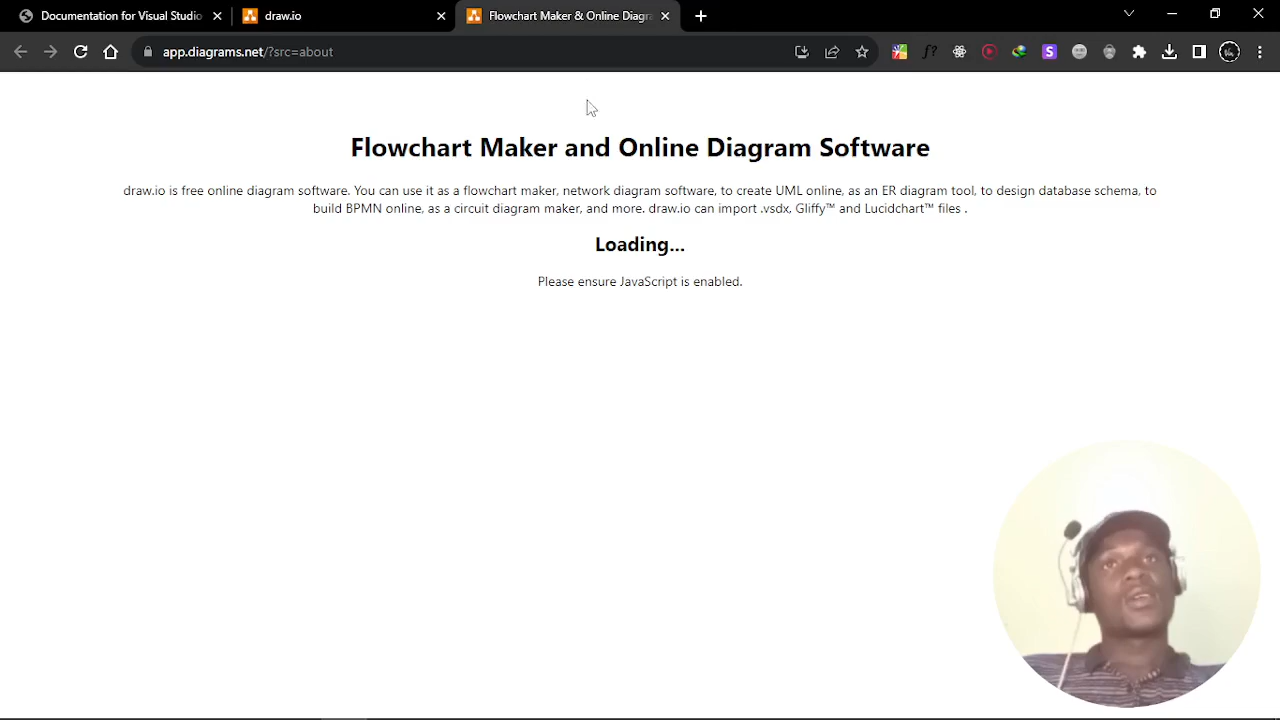 Documentation for Visual Studio
draw.io
Flowchart Maker & Online Diagra
app.diagrams.net/?src=about
Flowchart Maker and Online Diagram Software
draw.io is free online diagram software. You can use it as a flowchart maker, network diagram software, to create UML online, as an ER diagram tool, to design database schema, to
build BPMN online, as a circuit diagram maker, and more. draw.io can import .vsdx, Gliffy™ and Lucidchart™ files .
Loading...
Please ensure JavaScript is enabled.